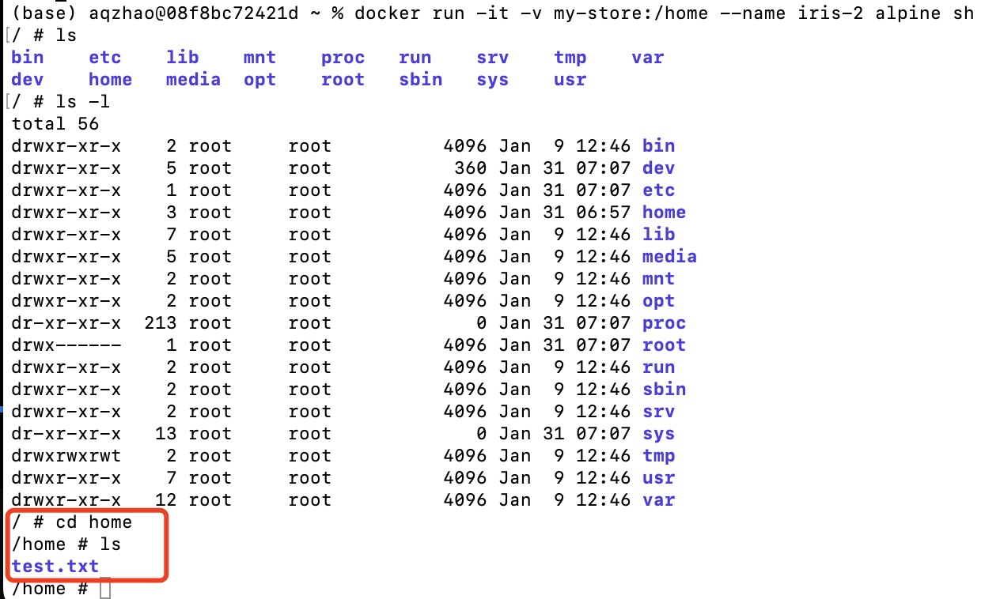 (base) aqzhao@08f8bc72421d ~ % docker run -it -v my-store:/home --name iris-2 alpine sh
[/ # ls
bin    etc    lib    mnt    proc   run    srv    tmp    var
dev    home   media  opt    root   sbin   sys    usr
[/ # ls -l
total 56
drwxr-xr-x    2 root     root          4096 Jan  9 12:46 bin
drwxr-xr-x    5 root     root           360 Jan 31 07:07 dev
drwxr-xr-x    1 root     root          4096 Jan 31 07:07 etc
drwxr-xr-x    3 root     root          4096 Jan 31 06:57 home
drwxr-xr-x    7 root     root          4096 Jan  9 12:46 lib
drwxr-xr-x    5 root     root          4096 Jan  9 12:46 media
drwxr-xr-x    2 root     root          4096 Jan  9 12:46 mnt
drwxr-xr-x    2 root     root          4096 Jan  9 12:46 opt
dr-xr-xr-x  213 root     root             0 Jan 31 07:07 proc
drwx------    1 root     root          4096 Jan 31 07:07 root
drwxr-xr-x    2 root     root          4096 Jan  9 12:46 run
drwxr-xr-x    2 root     root          4096 Jan  9 12:46 sbin
drwxr-xr-x    2 root     root          4096 Jan  9 12:46 srv
dr-xr-xr-x   13 root     root             0 Jan 31 07:07 sys
drwxrwxrwt    2 root     root          4096 Jan  9 12:46 tmp
drwxr-xr-x    7 root     root          4096 Jan  9 12:46 usr
drwxr-xr-x   12 root     root          4096 Jan  9 12:46 var
/ # cd home
/home # ls
test.txt
/home #